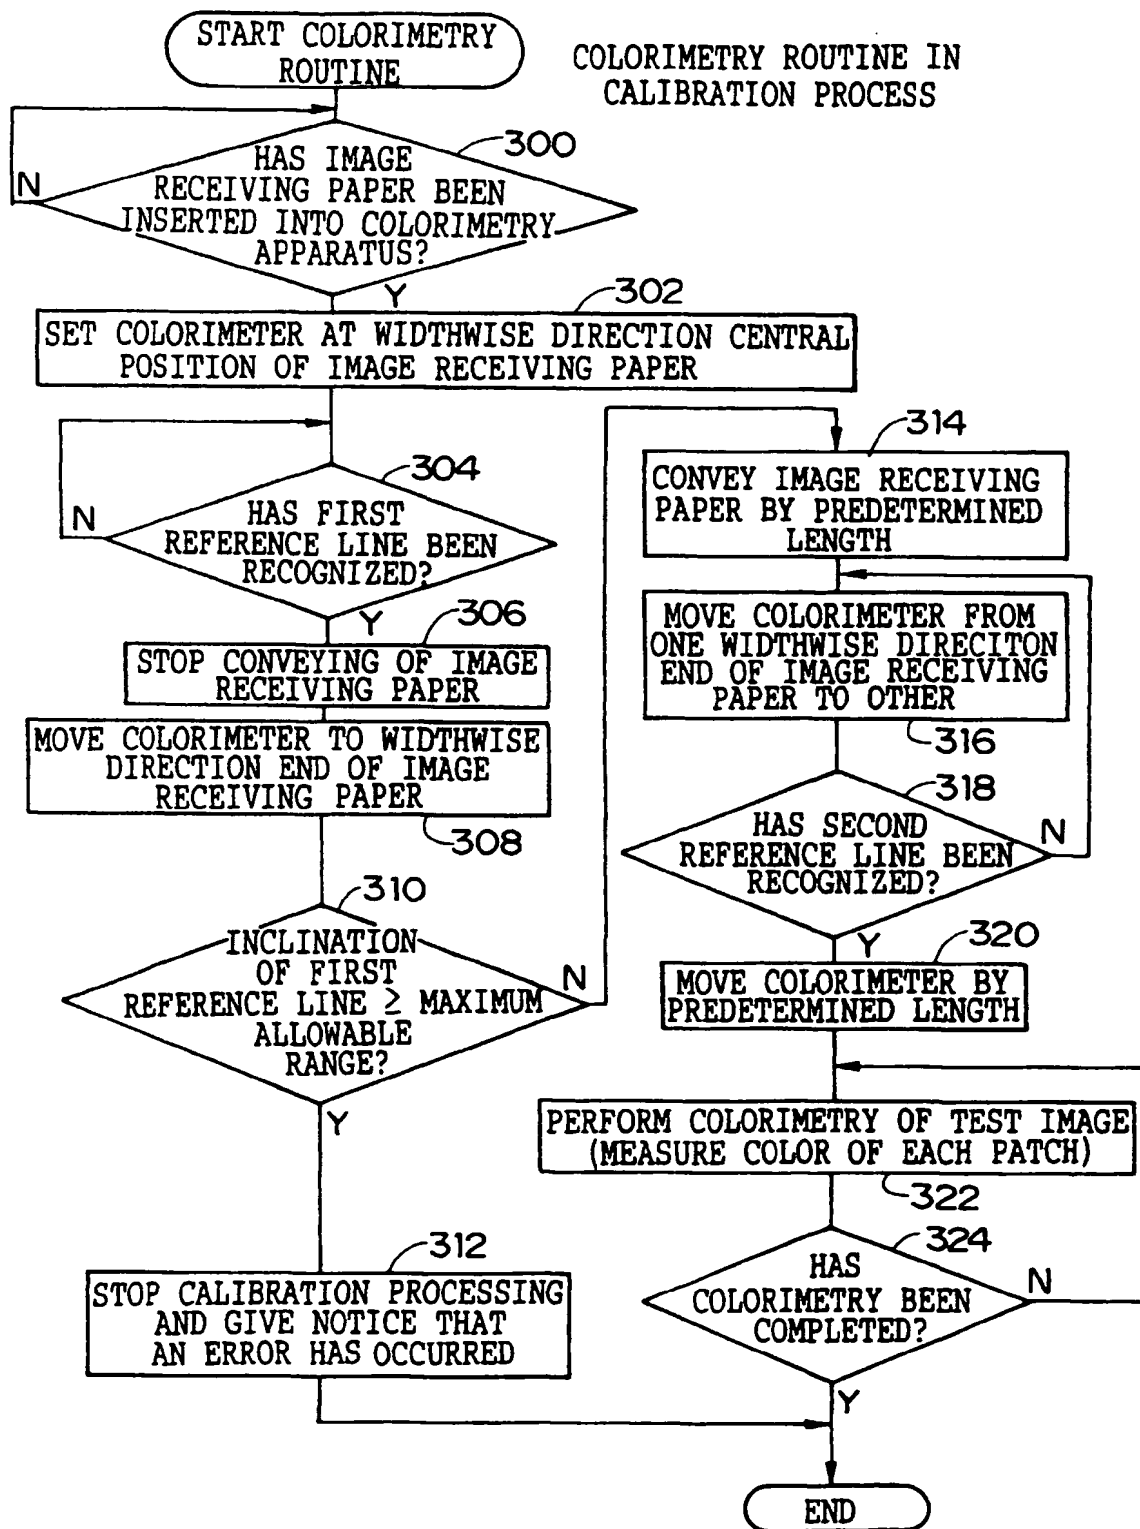 START COLORIMETRY
ROUTINE
COLORIMETRY ROUTINE IN
CALIBRATION PROCESS
300
HAS IMAGE
RECEIVING PAPER BEEN
INSERTED INTO COLORIMETRY
APPARATUS?
N
Y
302
SET COLORIMETER AT WIDTHWISE DIRECTION CENTRAL
POSITION OF IMAGE RECEIVING PAPER
304
HAS FIRST
REFERENCE LINE BEEN
RECOGNIZED?
N
Y
306
STOP CONVEYING OF IMAGE
RECEIVING PAPER
MOVE COLORIMETER TO WIDTHWISE
DIRECTION END OF IMAGE
RECEIVING PAPER
308
310
INCLINATION
OF FIRST
REFERENCE LINE ≥ MAXIMUM
ALLOWABLE
RANGE?
N
Y
312
STOP CALIBRATION PROCESSING
AND GIVE NOTICE THAT
AN ERROR HAS OCCURRED
314
CONVEY IMAGE RECEIVING
PAPER BY PREDETERMINED
LENGTH
MOVE COLORIMETER FROM
ONE WIDTHWISE DIRECITON
END OF IMAGE RECEIVING
PAPER TO OTHER
316
318
HAS SECOND
REFERENCE LINE BEEN
RECOGNIZED?
N
Y
320
MOVE COLORIMETER BY
PREDETERMINED LENGTH
PERFORM COLORIMETRY OF TEST IMAGE
(MEASURE COLOR OF EACH PATCH)
322
324
HAS
COLORIMETRY BEEN
COMPLETED?
N
Y
END